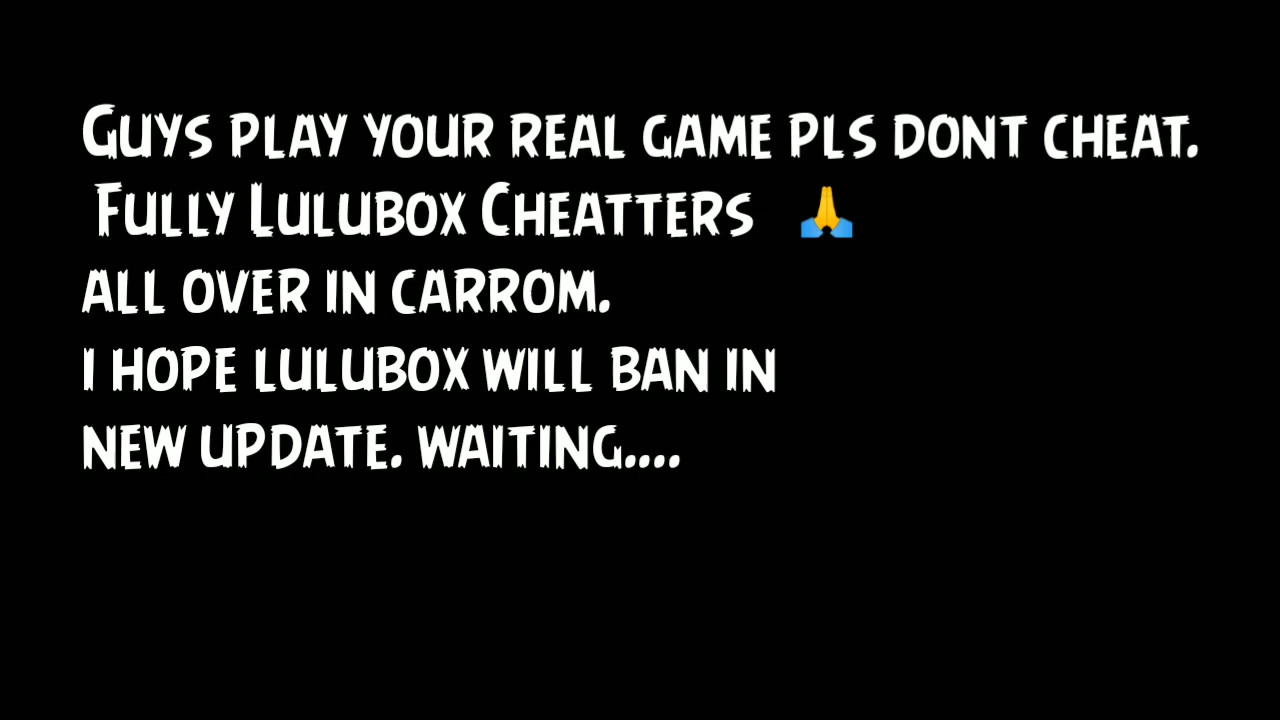 Guys play your real game pls dont cheat.
Fully Lulubox Cheatters 🙏
all over in carrom.
i hope lulubox will ban in
new update. waiting....